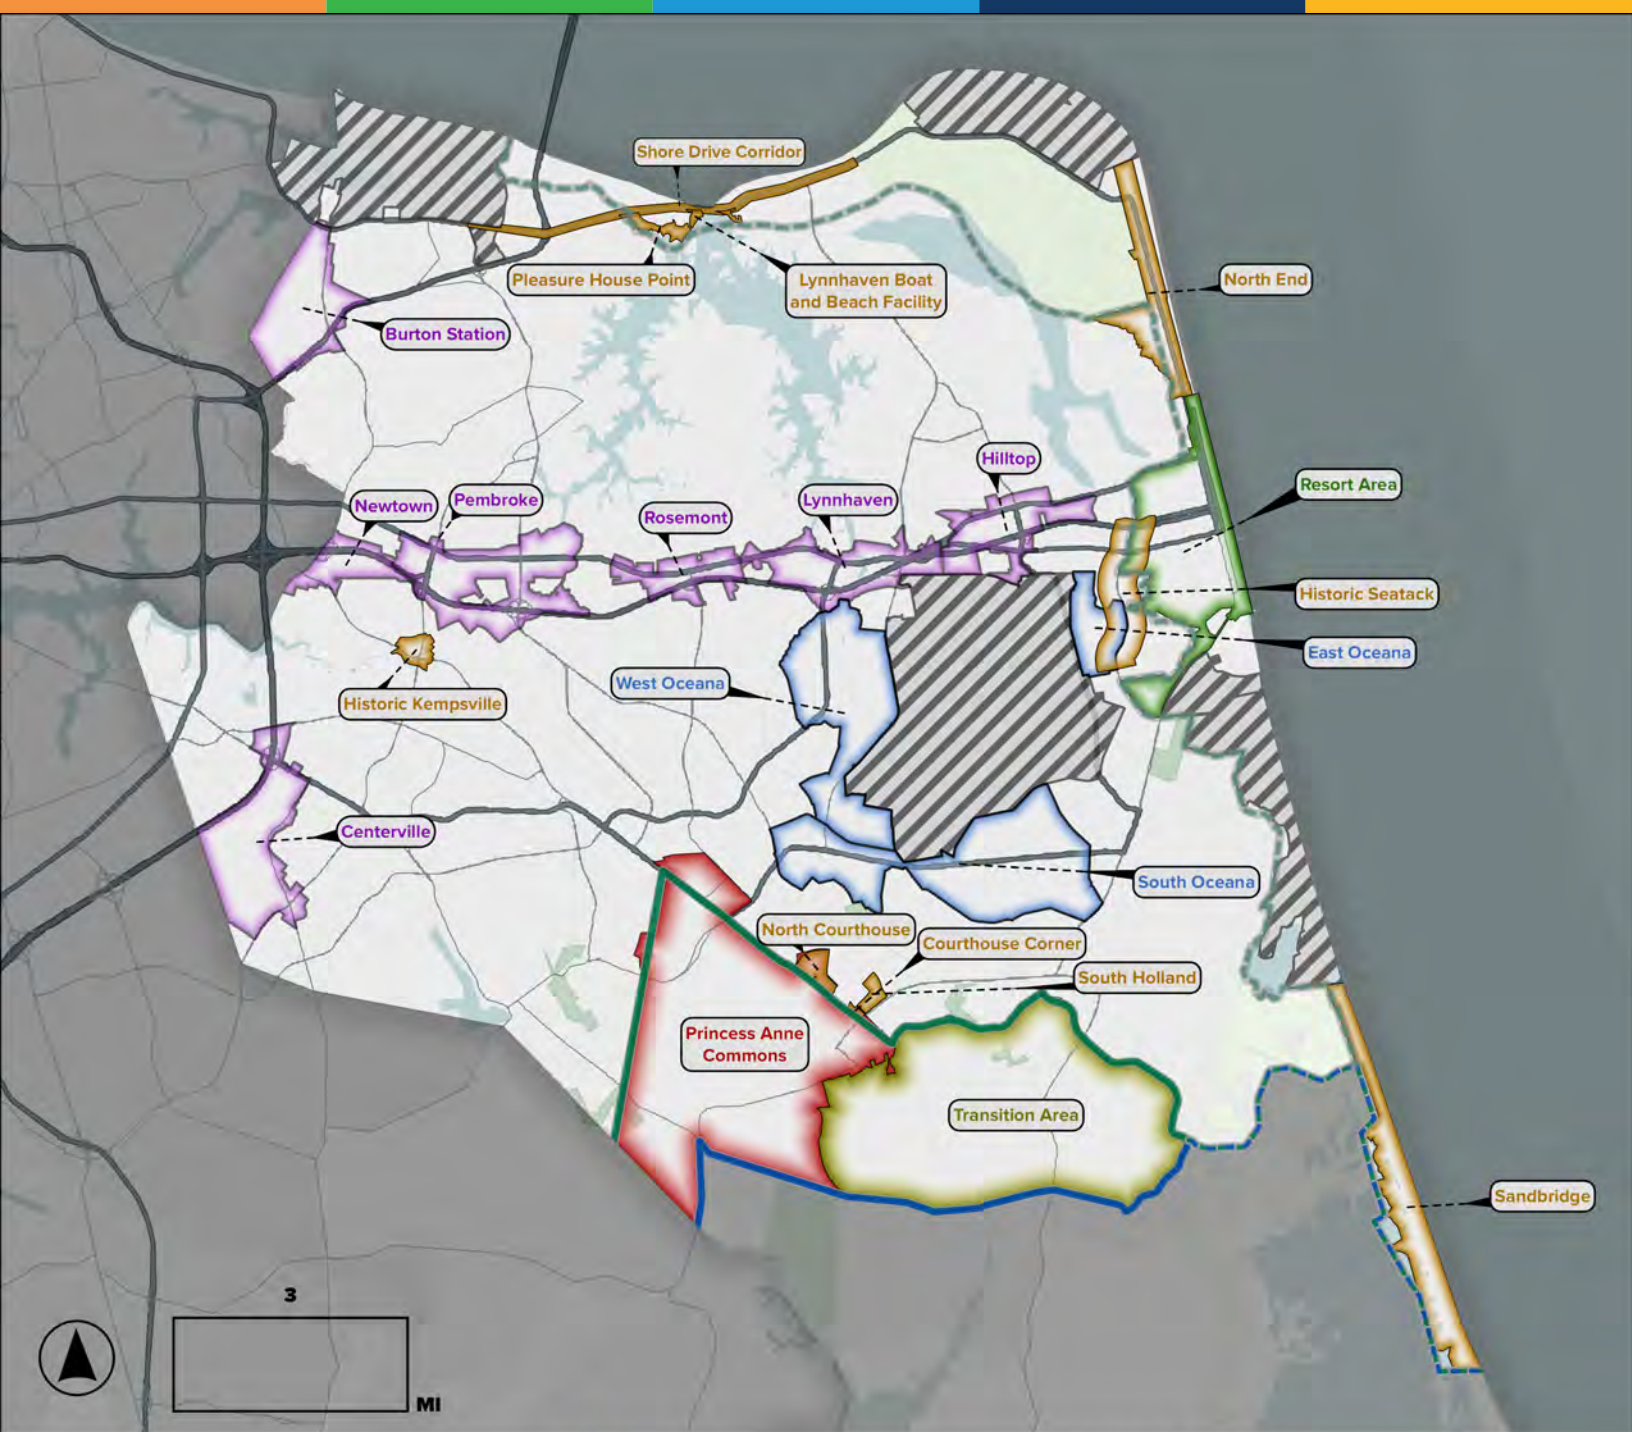 Shore Drive Corridor
Pleasure House Point
Lynnhaven Boat
and Beach Facility
North End
Burton Station
Hilltop
Resort Area
Newtown
Pembroke
Lynnhaven
Rosemont
Historic Seatack
East Oceana
West Oceana
Historic Kempsville
Centerville
South Oceana
North Courthouse
Courthouse Corner
South Holland
Princess Anne
Commons
Transition Area
Sandbridge
3
MI